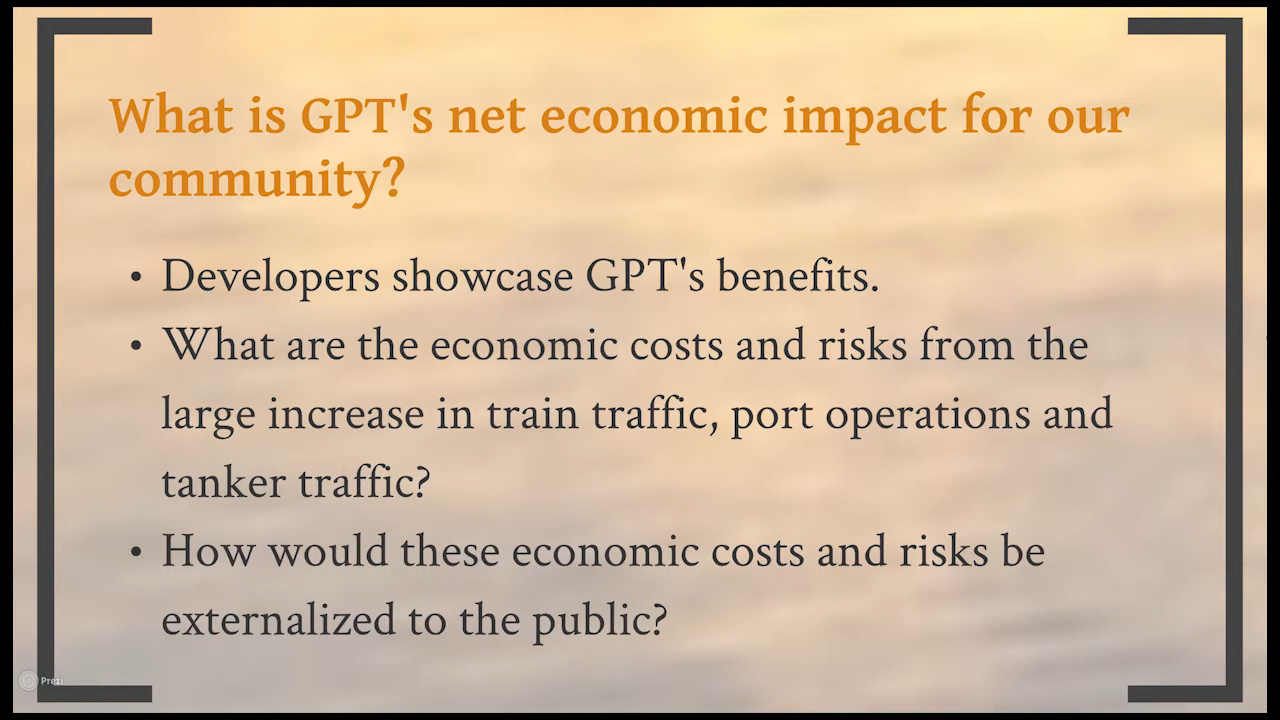 What is GPT's net economic impact for our
community?
• Developers showcase GPT's benefits.
• What are the economic costs and risks from the
large increase in train traffic, port operations and
tanker traffic?
• How would these economic costs and risks be
externalized to the public?
Prezi